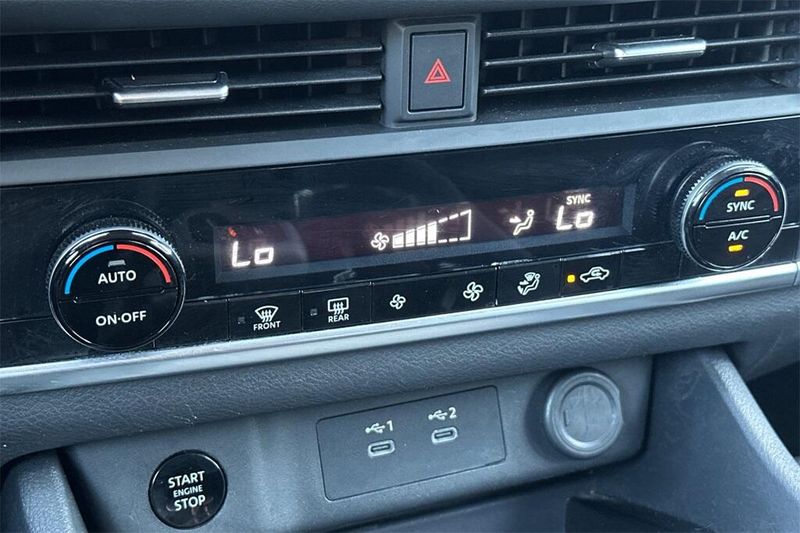 SYNC
Lo
Lo
AUTO
ON·OFF
SYNC
A/C
FRONT
REAR
1
2
START
ENGINE
STOP